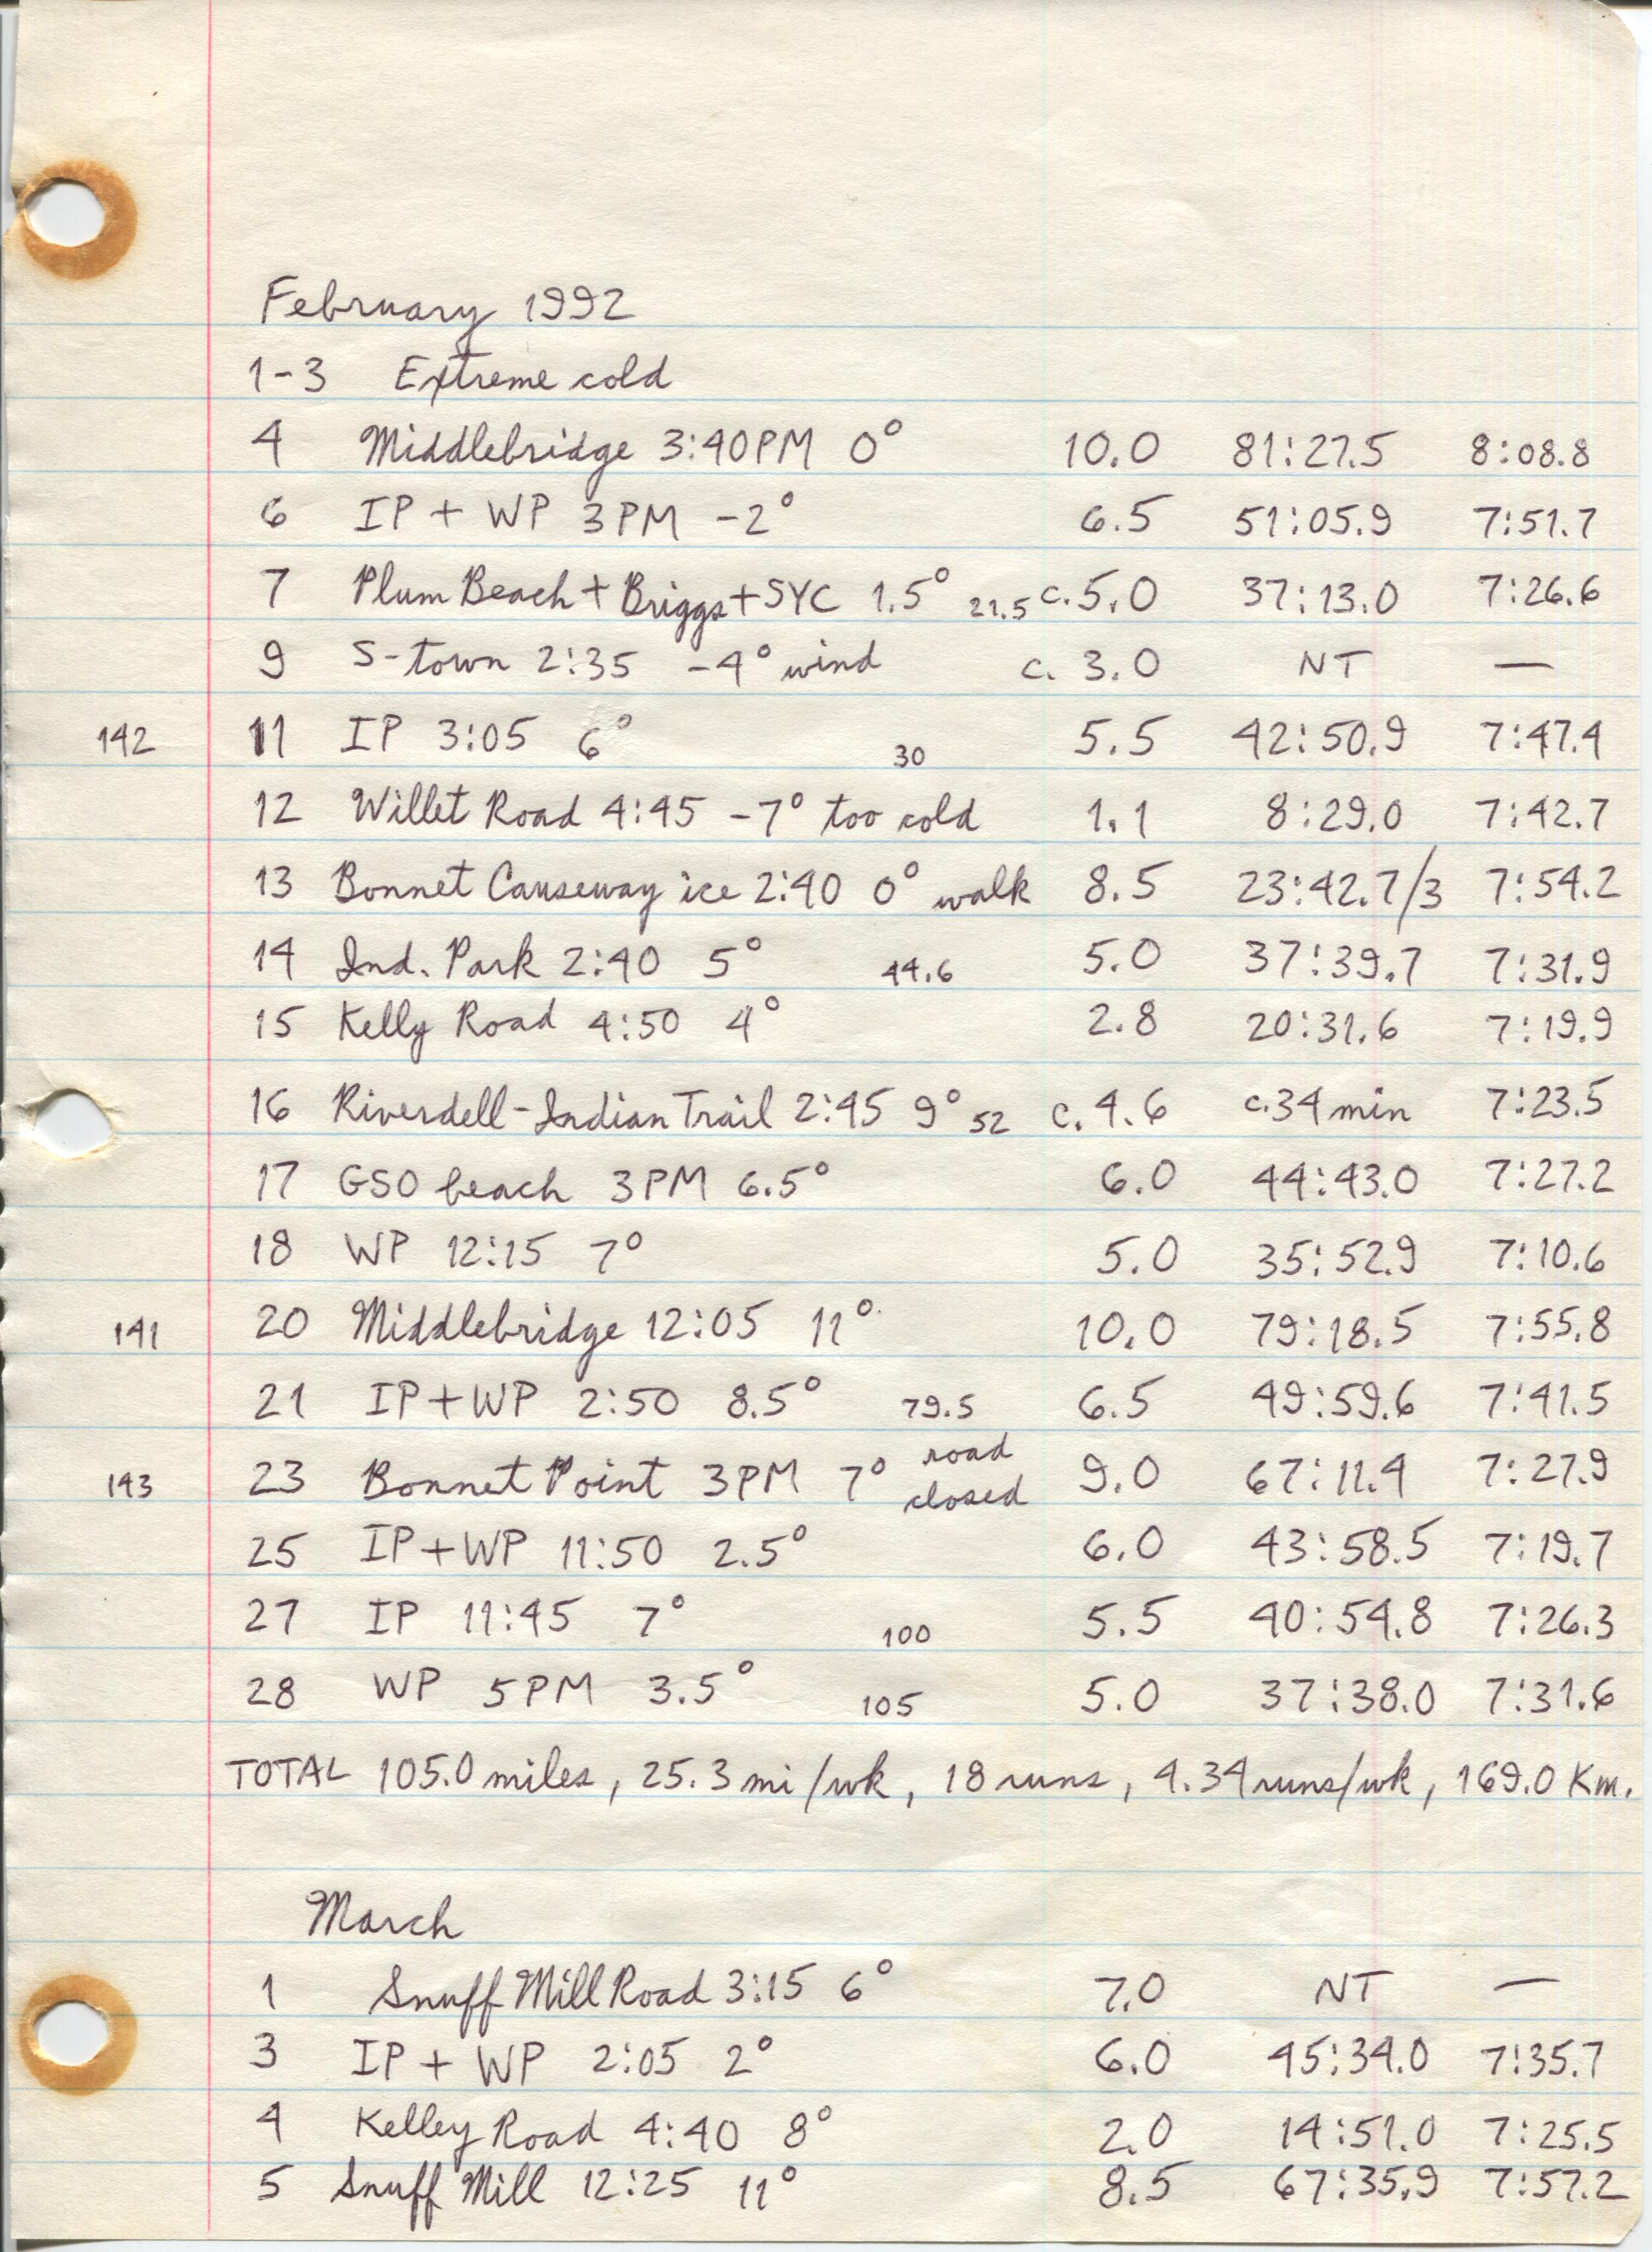 February 1992
1-3 Extreme cold
4 Middlebridge 3:40PM 0° 10.0 81:27.5 8:08.8
6 IP + WP 3PM -2° 6.5 51:05.9 7:51.7
7 Plum Beach + Briggs + SYC 1.5° 21.5 c. 5.0 37:13.0 7:26.6
9 S-town 2:35 -4° wind c. 3.0 NT —
142 11 IP 3:05 6° 30 5.5 42:50.9 7:47.4
12 Willet Road 4:45 -7° too cold 1.1 8:29.0 7:42.7
13 Bonnet Causeway ice 2:40 0° walk 8.5 23:42.7/3 7:54.2
14 Ind. Park 2:40 5° 44.6 5.0 37:39.7 7:31.9
15 Kelly Road 4:50 4° 2.8 20:31.6 7:19.9
16 Riverdell-Indian Trail 2:45 9° 52 c. 4.6 c.34 min 7:23.5
17 GSO beach 3PM 6.5° 6.0 44:43.0 7:27.2
18 WP 12:15 7° 5.0 35:52.9 7:10.6
141 20 Middlebridge 12:05 11° 10.0 79:18.5 7:55.8
21 IP+WP 2:50 8.5° 79.5 6.5 49:59.6 7:41.5
143 23 Bonnet Point 3PM 7° road closed 9.0 67:11.4 7:27.9
25 IP+WP 11:50 2.5° 6.0 43:58.5 7:19.7
27 IP 11:45 7° 100 5.5 40:54.8 7:26.3
28 WP 5PM 3.5° 105 5.0 37:38.0 7:31.6
TOTAL 105.0 miles, 25.3 mi/wk, 18 runs, 4.34 runs/wk, 169.0 Km.
March
1 Snuff Mill Road 3:15 6° 7.0 NT —
3 IP + WP 2:05 2° 6.0 45:34.0 7:35.7
4 Kelley Road 4:40 8° 2.0 14:51.0 7:25.5
5 Snuff Mill 12:25 11° 8.5 67:35.9 7:57.2